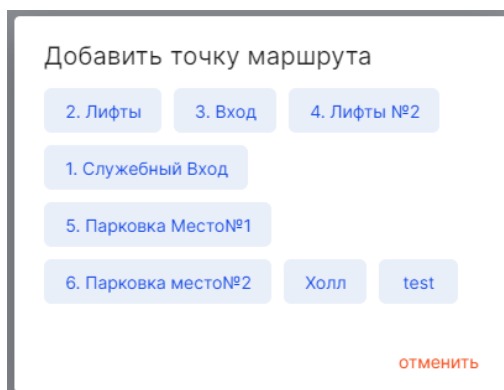 Добавить точку маршрута
2. Лифты 3. Вход 4. Лифты №2
1. Служебный Вход
5. Парковка Место№1
6. Парковка место№2 Холл test
отменить